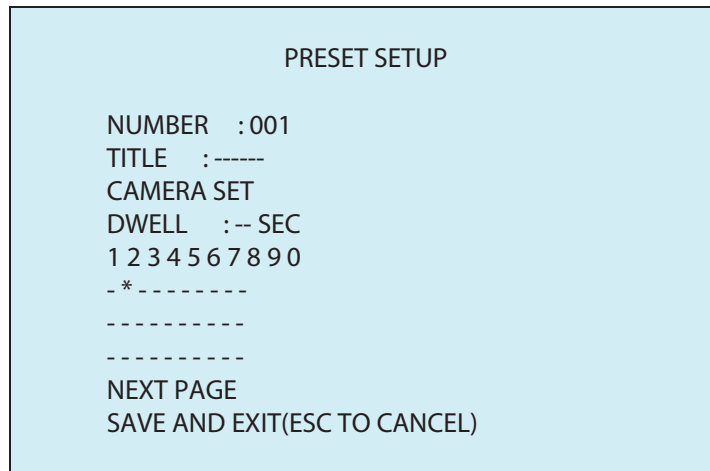 PRESET SETUP
NUMBER : 001
TITLE : ------
CAMERA SET
DWELL : -- SEC
1 2 3 4 5 6 7 8 9 0
- * - - - - - - - -
- - - - - - - - - -
- - - - - - - - - -
NEXT PAGE
SAVE AND EXIT(ESC TO CANCEL)